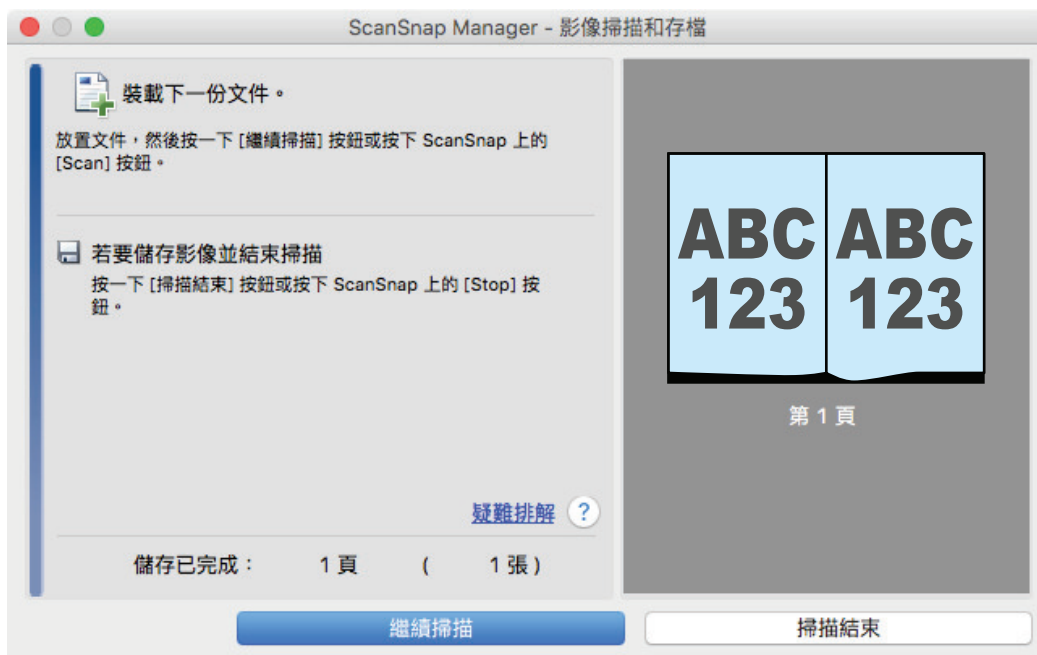 ScanSnap Manager - 影像掃描和存檔
裝載下一份文件。
放置文件，然後按一下 [繼續掃描] 按鈕或按下 ScanSnap 上的
[Scan] 按鈕。
若要儲存影像並結束掃描
按一下 [掃描結束] 按鈕或按下 ScanSnap 上的 [Stop] 按
鈕。
疑難排解 ?
儲存已完成： 1 頁 ( 1 張 )
ABC ABC
123 123
第 1 頁
繼續掃描 掃描結束